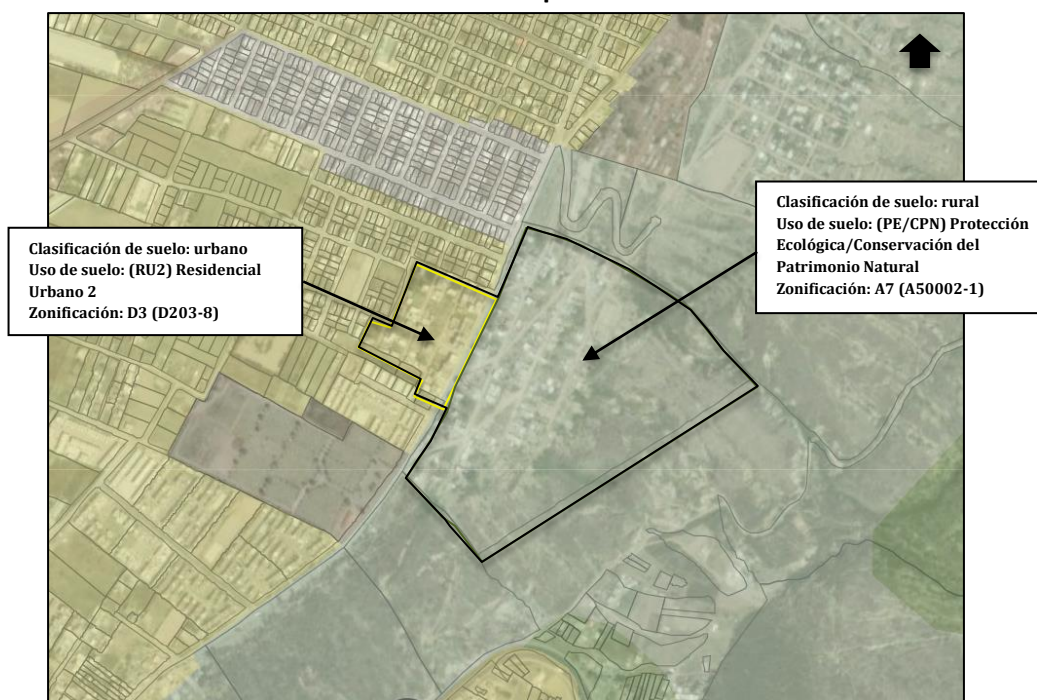 Clasificación de suelo: urbano
Uso de suelo: (RU2) Residencial
Urbano 2
Zonificación: D3 (D203-8)
Clasificación de suelo: rural
Uso de suelo: (PE/CPN) Protección
Ecológica/Conservación del
Patrimonio Natural
Zonificación: A7 (A50002-1)